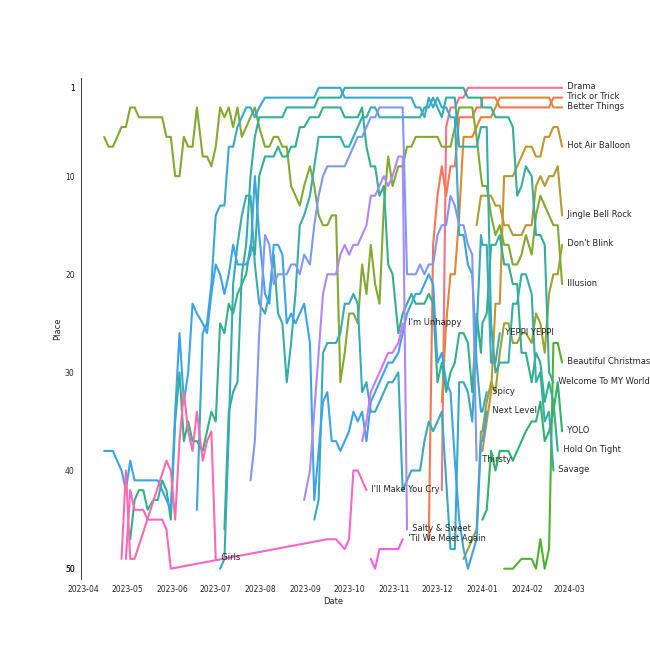 1
Drama
Trick or Trick
Better Things
Hot Air Balloon
10
Jingle Bell Rock
Don't Blink
20
Illusion
I'm Unhappy
Place
YEPPI YEPPI
Beautiful Christmas
30
Welcome To MY World
Spicy
Next Level
YOLO
Hold On Tight
Thirsty
40
Savage
I'll Make You Cry
Salty & Sweet
'Til We Meet Again
Girls
50
2023-04 2023-05 2023-06 2023-07 2023-08 2023-09 2023-10 2023-11 2023-12 2024-01 2024-02 2024-03
Date